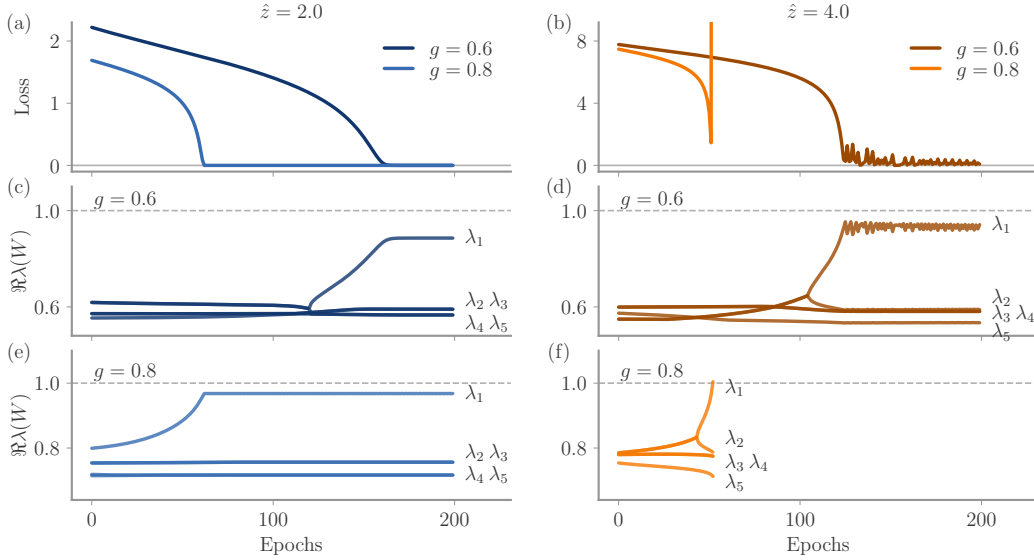 ẑ = 2.0
(a)
2
1
0
Loss
g = 0.6
g = 0.8
ẑ = 4.0
(b)
8
4
0
g = 0.6
g = 0.8
(c)
g = 0.6
1.0
0.6
ℜλ(W)
λ₁
λ₂ λ₃
λ₄ λ₅
(d)
g = 0.6
1.0
0.6
λ₁
λ₂
λ₃ λ₄
λ₅
(e)
g = 0.8
1.0
0.8
ℜλ(W)
λ₁
λ₂ λ₃
λ₄ λ₅
0
100
200
Epochs
(f)
g = 0.8
1.0
0.8
λ₁
λ₂
λ₃ λ₄
λ₅
0
100
200
Epochs